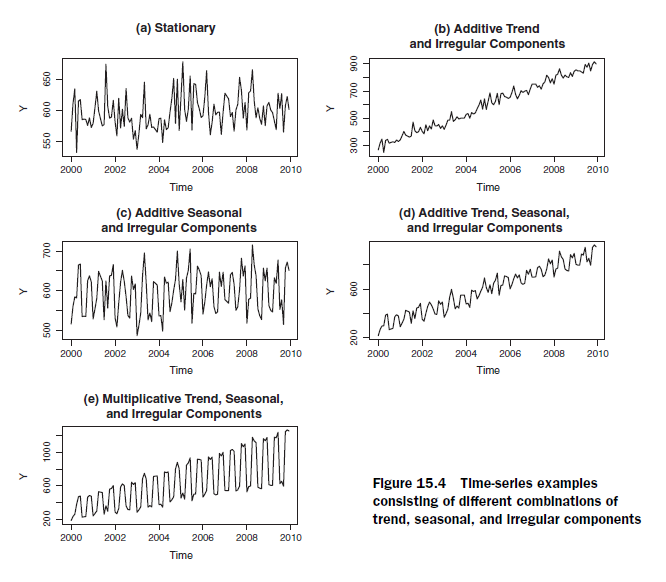 (a) Stationary
Y
550 600 650
2000 2002 2004 2006 2008 2010
Time
(b) Additive Trend
and Irregular Components
Y
300 500 700 900
2000 2002 2004 2006 2008 2010
Time
(c) Additive Seasonal
and Irregular Components
Y
500 600 700
2000 2002 2004 2006 2008 2010
Time
(d) Additive Trend, Seasonal,
and Irregular Components
Y
200 600
2000 2002 2004 2006 2008 2010
Time
(e) Multiplicative Trend, Seasonal,
and Irregular Components
Y
200 600 1000
2000 2002 2004 2006 2008 2010
Time
Figure 15.4 Time-series examples
consisting of different combinations of
trend, seasonal, and irregular components